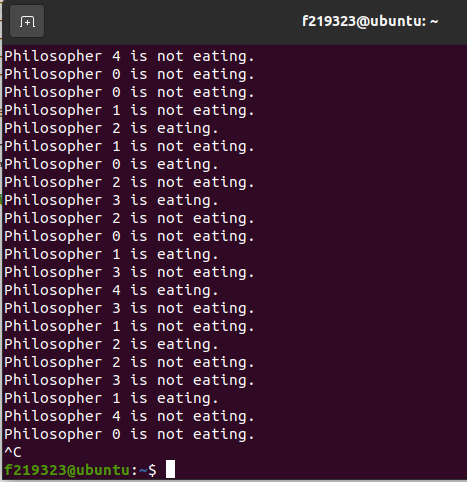 f219323@ubuntu: ~
Philosopher 4 is not eating.
Philosopher 0 is not eating.
Philosopher 0 is not eating.
Philosopher 1 is not eating.
Philosopher 2 is eating.
Philosopher 1 is not eating.
Philosopher 0 is eating.
Philosopher 2 is not eating.
Philosopher 3 is eating.
Philosopher 2 is not eating.
Philosopher 0 is not eating.
Philosopher 1 is eating.
Philosopher 3 is not eating.
Philosopher 4 is eating.
Philosopher 3 is not eating.
Philosopher 1 is not eating.
Philosopher 2 is eating.
Philosopher 2 is not eating.
Philosopher 3 is not eating.
Philosopher 1 is eating.
Philosopher 4 is not eating.
Philosopher 0 is not eating.
^C
f219323@ubuntu:~$